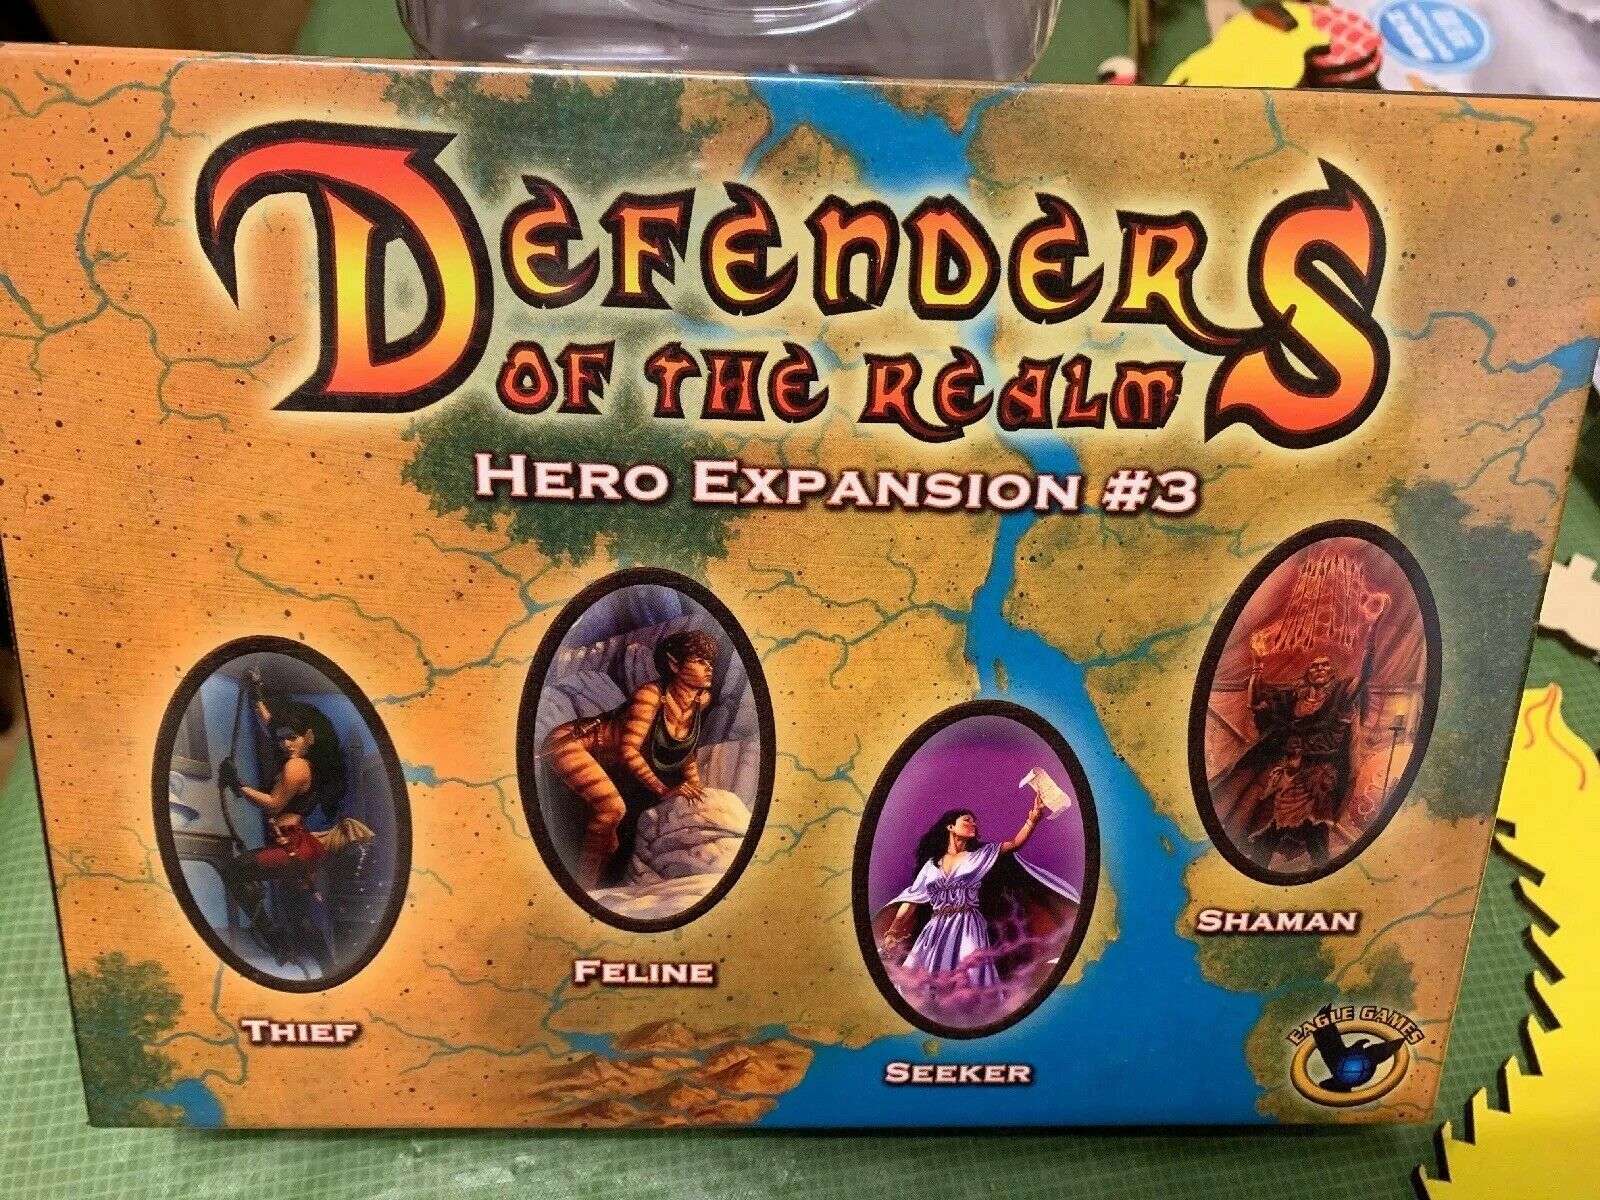 DEFENDERS
OF THE REALM
HERO EXPANSION #3
THIEF
FELINE
SEEKER
SHAMAN
EAGLE GAMES